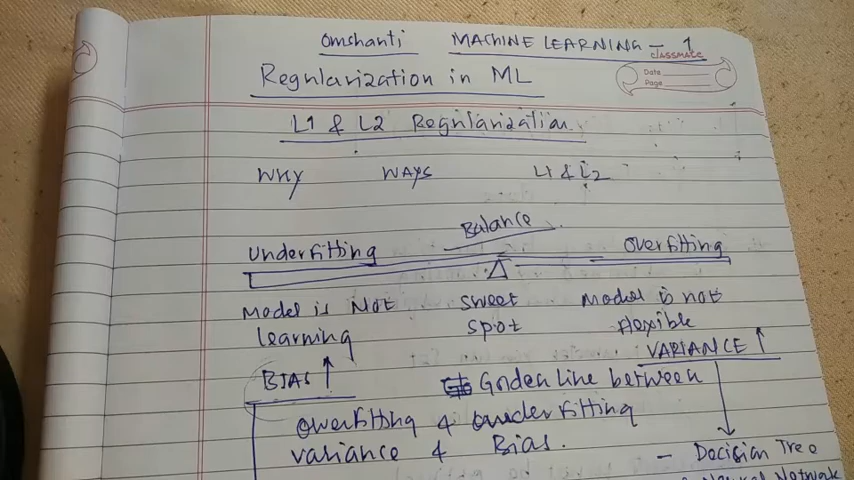 Omshanti MACHINE LEARNING - 1
classmate
Date
Page
Regularization in ML
L1 & L2 Regularization
WHY WAYS L1 & L2
Balance
Underfitting Overfitting
Model is Not Sweet Model is not
learning spot flexible
BIAS ↑ VARIANCE ↑
Golden line between
overfitting & underfitting
variance & Bias.
- Decision Tree
Neural Network